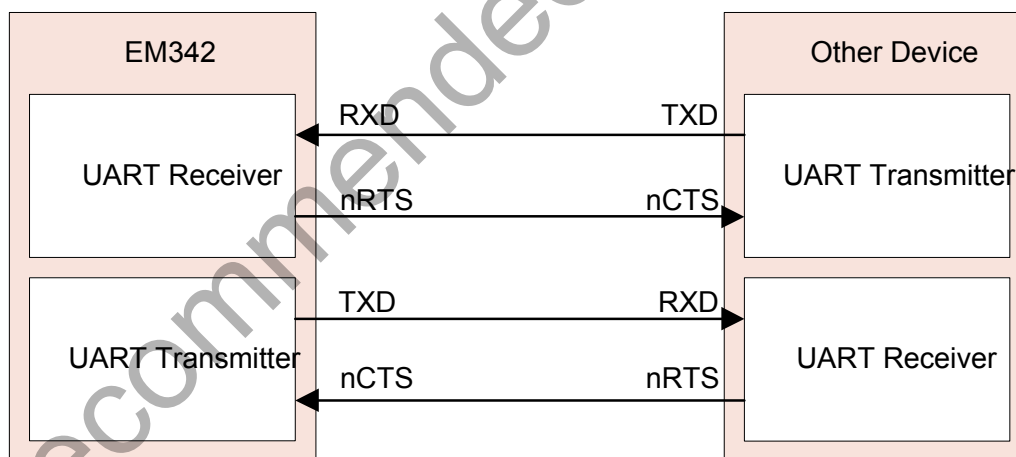 EM342
Other Device
RXD
TXD
UART Receiver
UART Transmitter
nRTS
nCTS
TXD
RXD
UART Transmitter
UART Receiver
nCTS
nRTS
ecommended